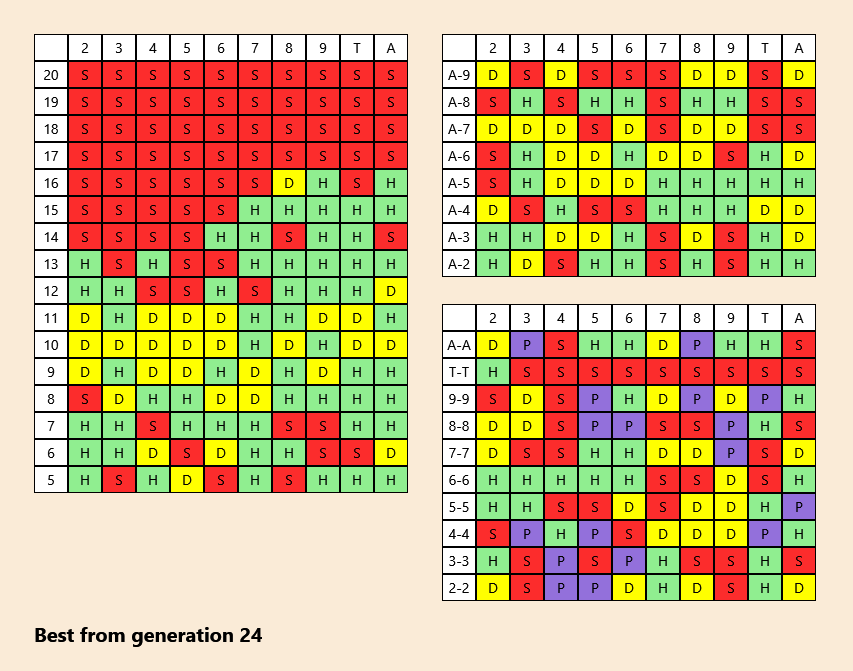 2 3 4 5 6 7 8 9 T A
20 S S S S S S S S S S
19 S S S S S S S S S S
18 S S S S S S S S S S
17 S S S S S S S S S S
16 S S S S S S D H S H
15 S S S S S H H H H H
14 S S S S H H S H H S
13 H S H S S H H H H H
12 H H S S H S H H H D
11 D H D D D H H D D H
10 D D D D D H D H D D
9 D H D D H D H D H H
8 S D H H D D H H H H
7 H H S H H H S S H H
6 H H D S D H H S S D
5 H S H D S H S H H H
2 3 4 5 6 7 8 9 T A
A-9 D S D S S S D D S D
A-8 S H S H H S H H S S
A-7 D D D S D S D D S S
A-6 S H D D H D D S H D
A-5 S H D D D H H H H H
A-4 D S H S S H H H D D
A-3 H H D D H S D S H D
A-2 H D S H H S H S H H
2 3 4 5 6 7 8 9 T A
A-A D P S H H D P H H S
T-T H S S S S S S S S S
9-9 S D S P H D P D P H
8-8 D D S P P S S P H S
7-7 D S S H H D D P S D
6-6 H H H H H S S D S H
5-5 H H S S D S D D H P
4-4 S P H P S D D D P H
3-3 H S P S P H S S H S
2-2 D S P P D H D S H D
Best from generation 24